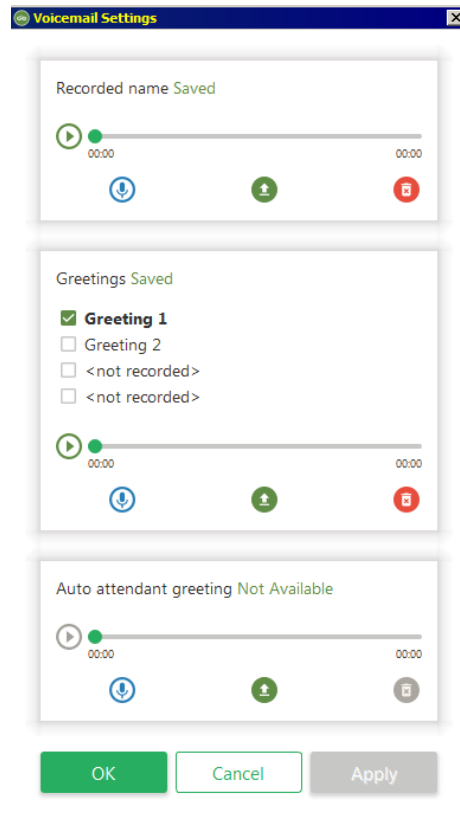 Voicemail Settings
Recorded name Saved
00:00 00:00
Greetings Saved
Greeting 1
Greeting 2
<not recorded>
<not recorded>
00:00 00:00
Auto attendant greeting Not Available
00:00 00:00
OK Cancel Apply